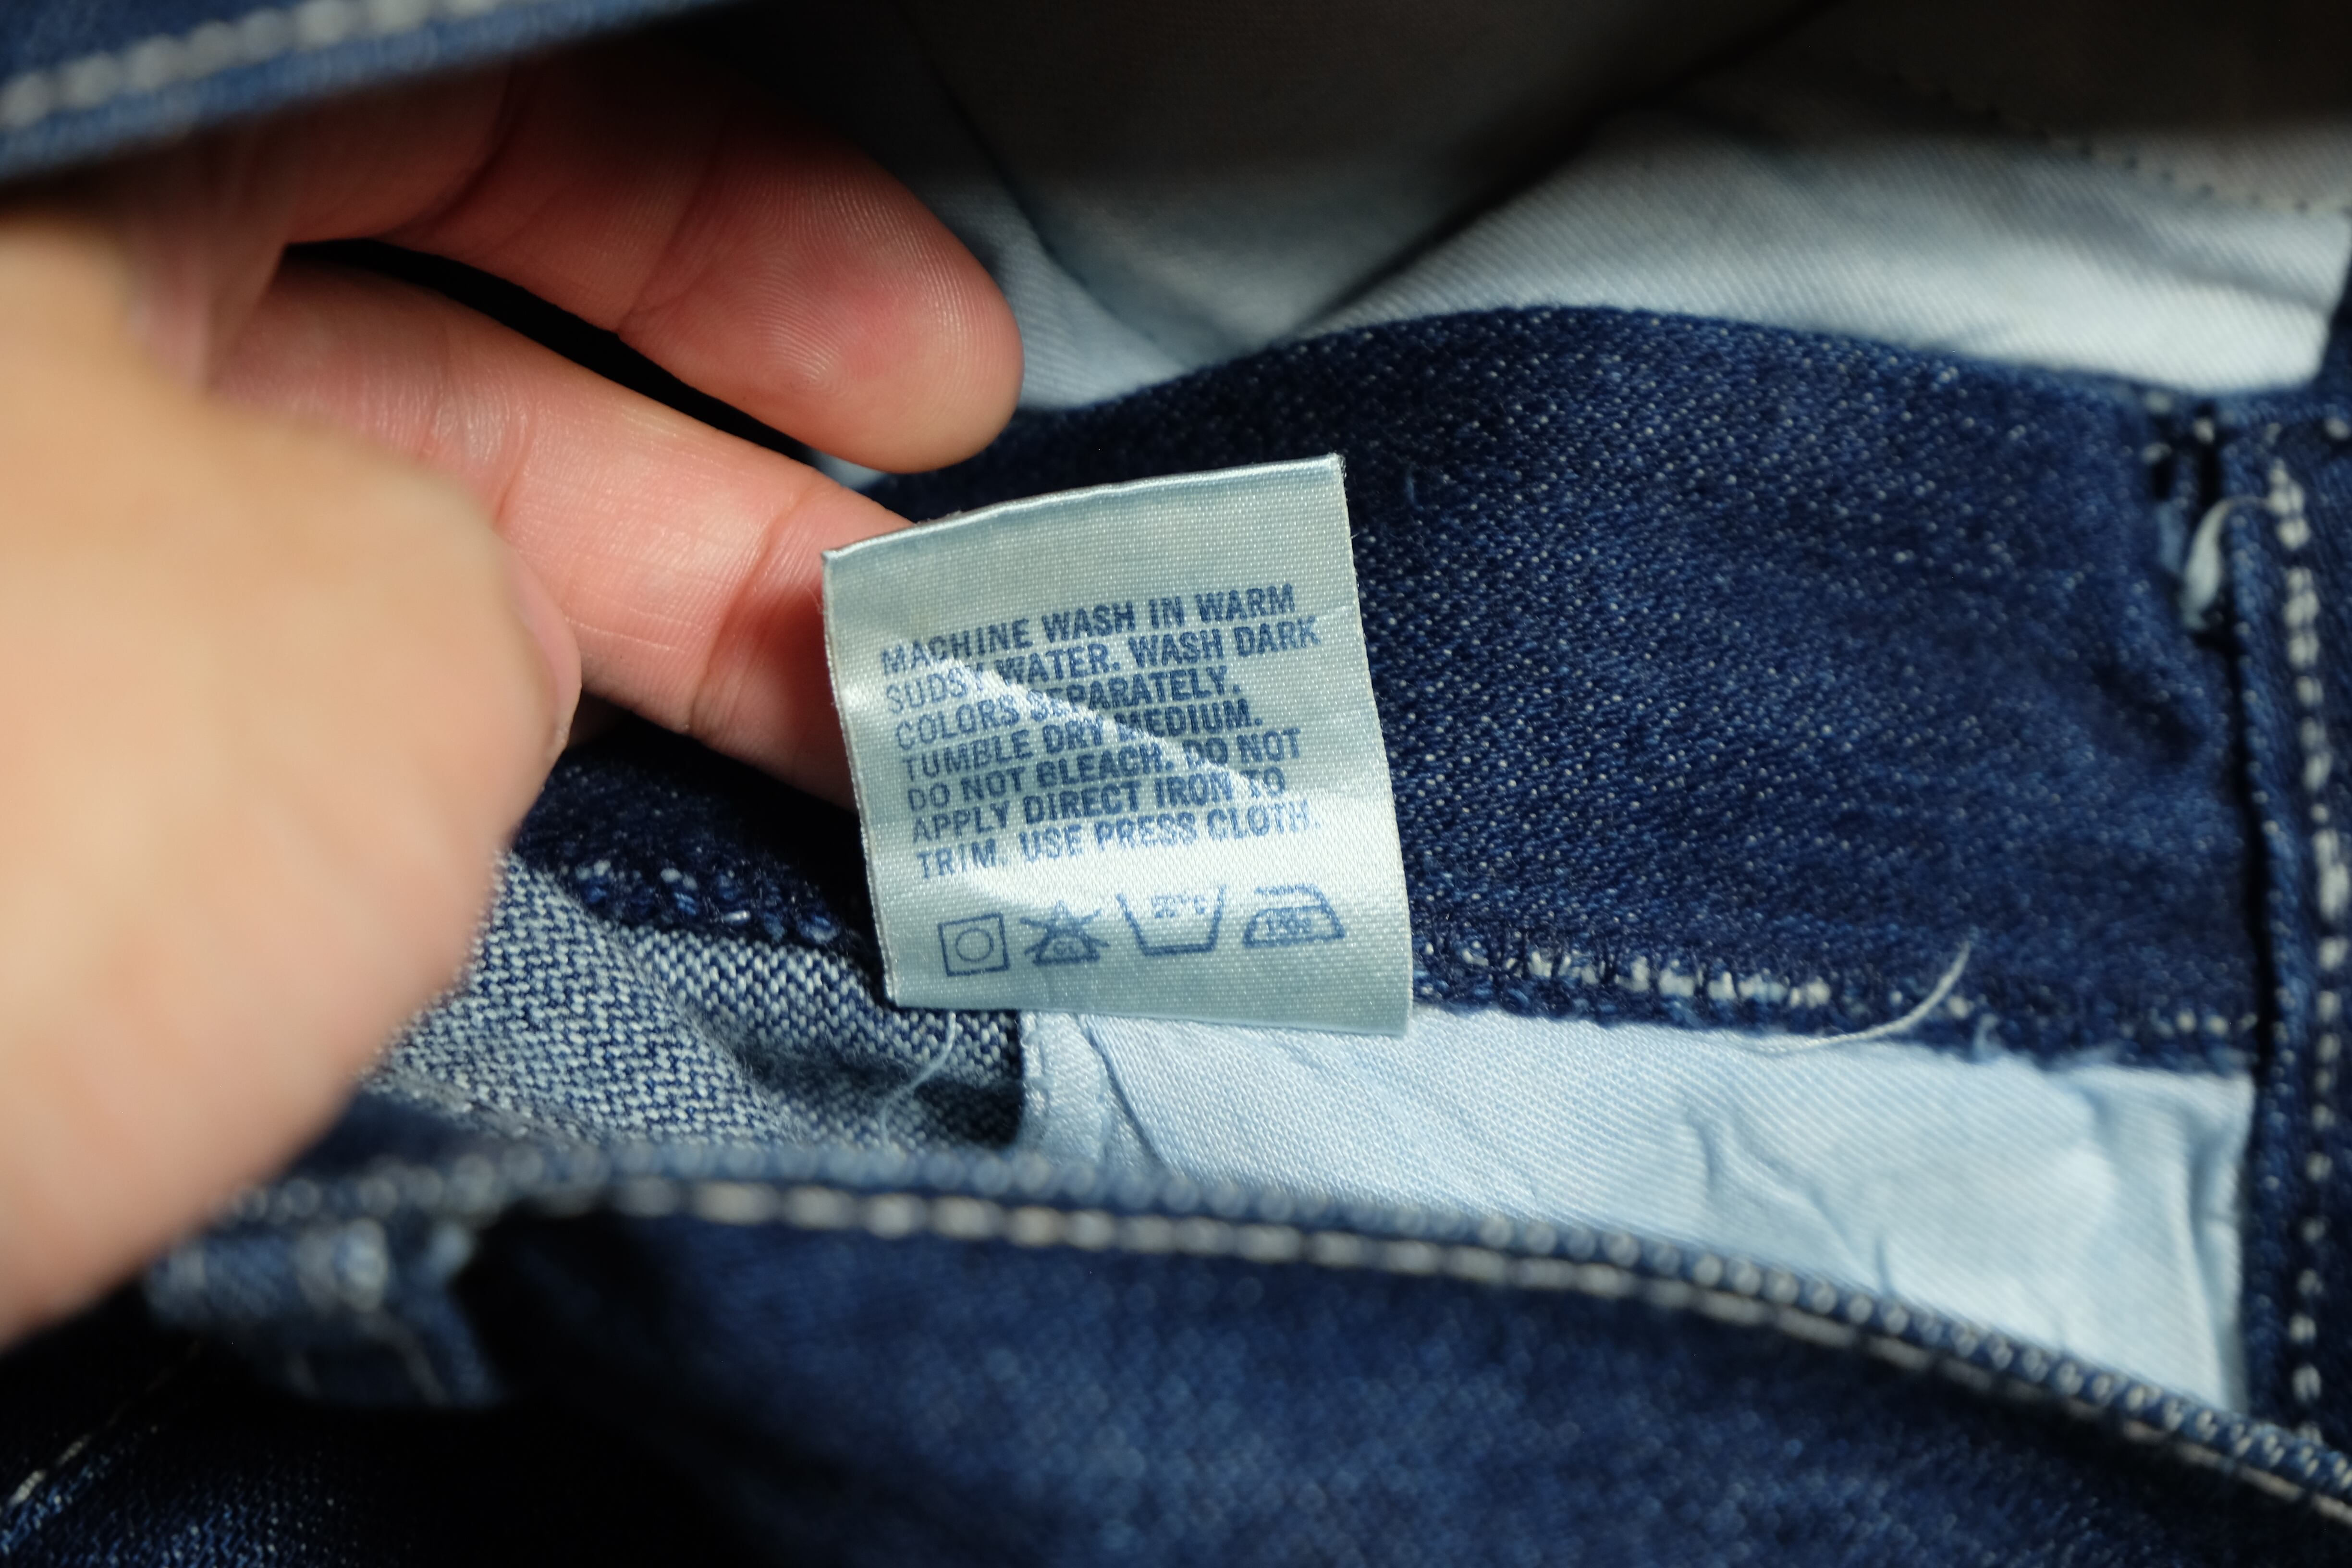 MACHINE WASH IN WARM
SUDSY WATER. WASH DARK
COLORS SEPARATELY.
TUMBLE DRY MEDIUM.
DO NOT BLEACH. DO NOT
APPLY DIRECT IRON TO
TRIM. USE PRESS CLOTH.